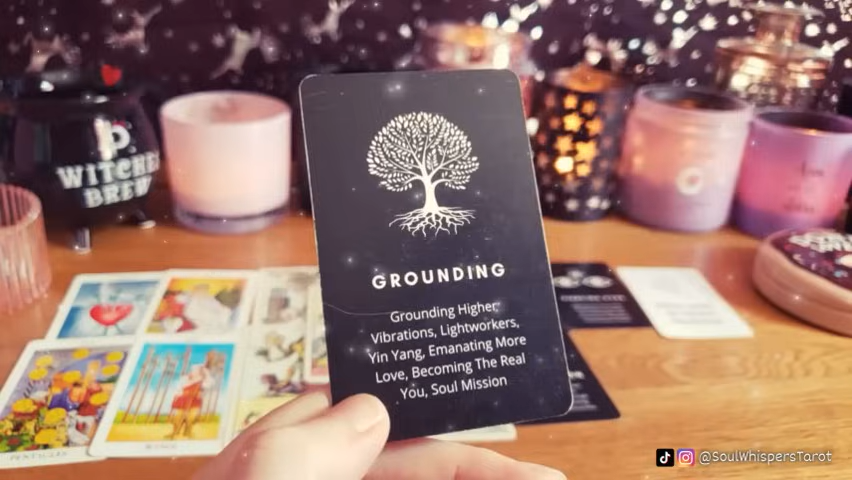 WITCHES
BREW
GROUNDING
Grounding Higher,
Vibrations, Lightworkers,
Yin Yang, Emanating More
Love, Becoming The Real
You, Soul Mission
PENTACLES
@SoulWhispersTarot